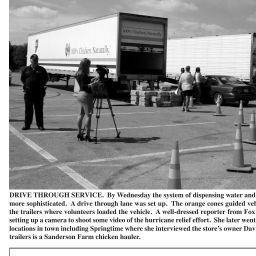 100% Chicken Naturally
DRIVE THROUGH SERVICE. By Wednesday the system of dispensing water and
more sophisticated. A drive through lane was set up. The orange cones guided vel
the trailers where volunteers loaded the vehicle. A well-dressed reporter from Fox
setting up a camera to shoot some video of the hurricane relief effort. She later went
locations in town including Springtime where she interviewed the store's owner Dav
trailers is a Sanderson Farm chicken hauler.